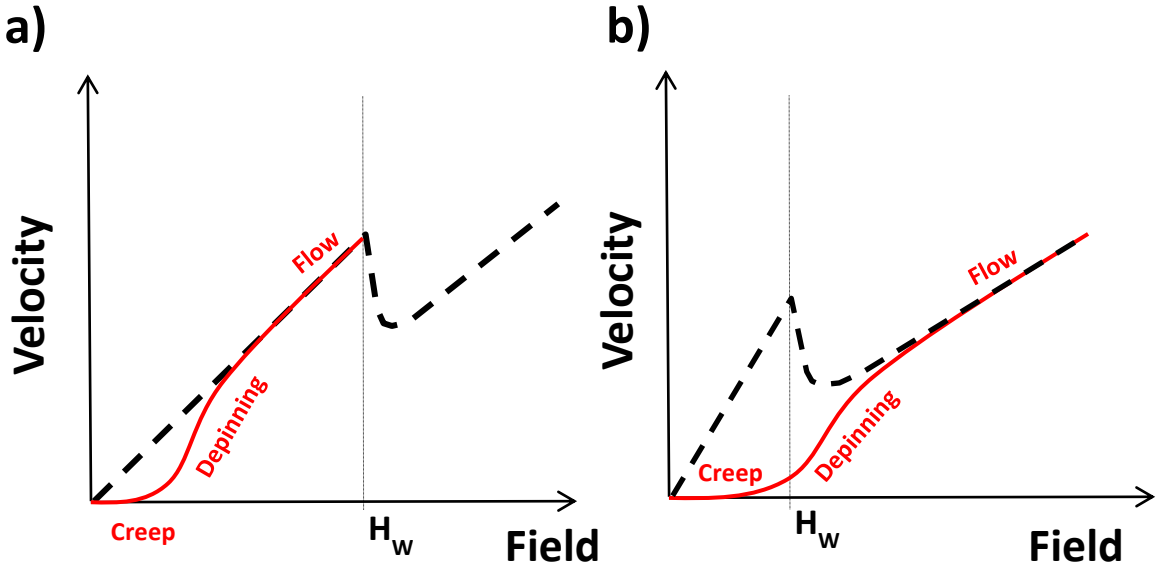 a)
Velocity
Flow
Depinning
Creep
H_W
Field
b)
Velocity
Flow
Depinning
Creep
H_W
Field